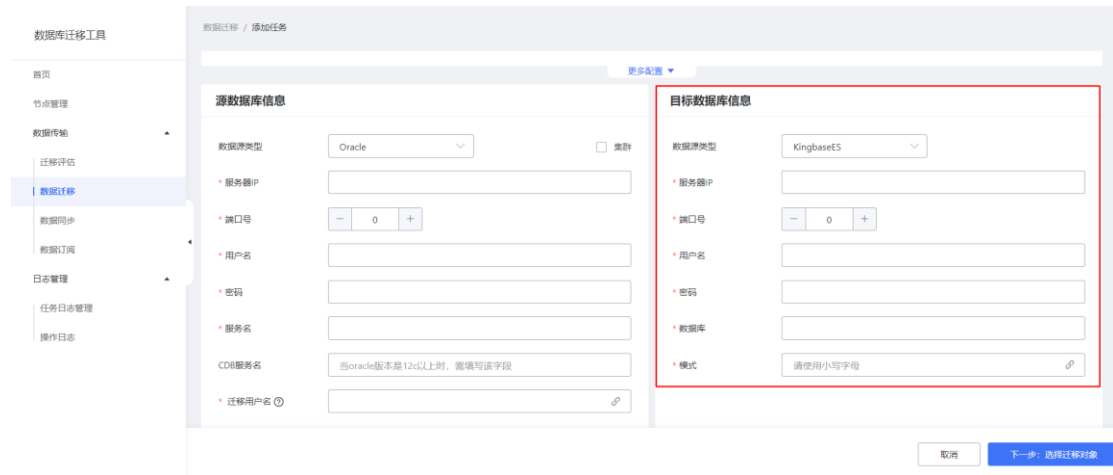 数据库迁移工具
首页
节点管理
数据传输
迁移评估
数据迁移
数据同步
数据订阅
日志管理
任务日志管理
操作日志
数据迁移 / 添加任务
更多配置
源数据库信息
数据源类型 Oracle 集群
* 服务器IP
* 端口号 − 0 +
* 用户名
* 密码
* 服务名
CDB服务名 当oracle版本是12c以上时，需填写该字段
* 迁移用户名
目标数据库信息
数据源类型 KingbaseES
* 服务器IP
* 端口号 − 0 +
* 用户名
* 密码
* 数据库
* 模式 请使用小写字母
取消 下一步：选择迁移对象